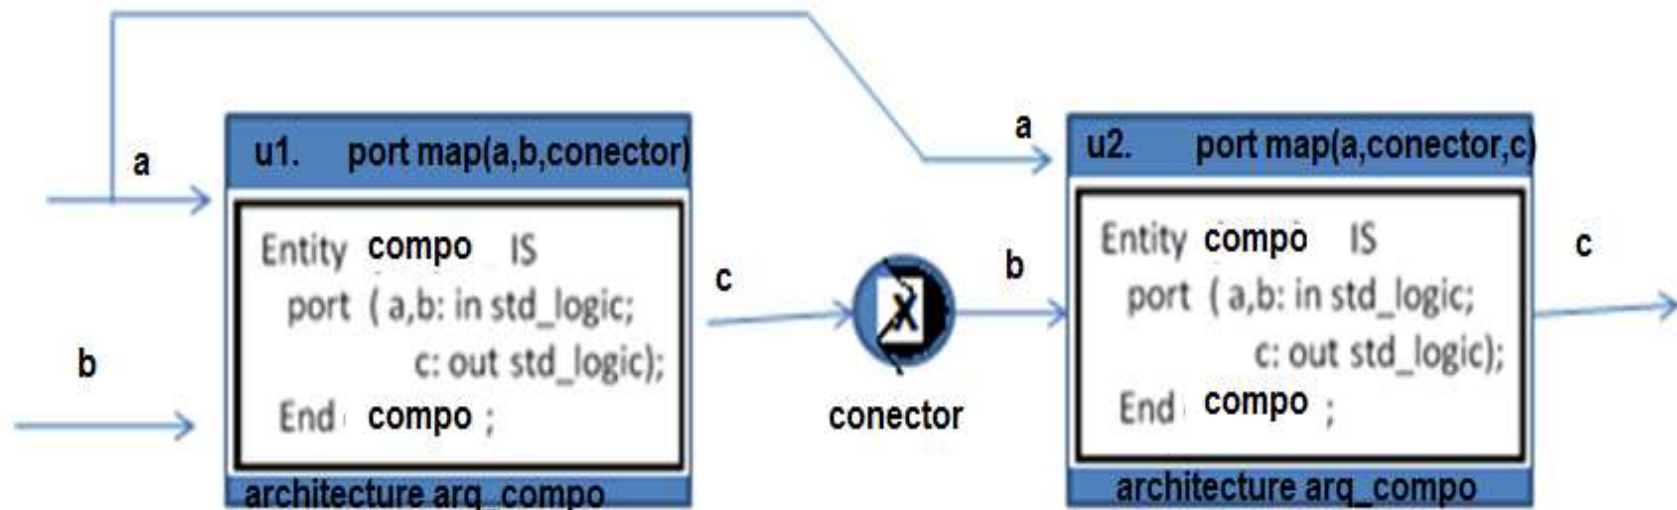 a
u1. port map(a,b,conector)
Entity compo IS
port ( a,b: in std_logic;
c: out std_logic);
End compo ;
architecture arq_compo
b
c
X
conector
b
a
u2. port map(a,conector,c)
Entity compo IS
port ( a,b: in std_logic;
c: out std_logic);
End compo ;
architecture arq_compo
c